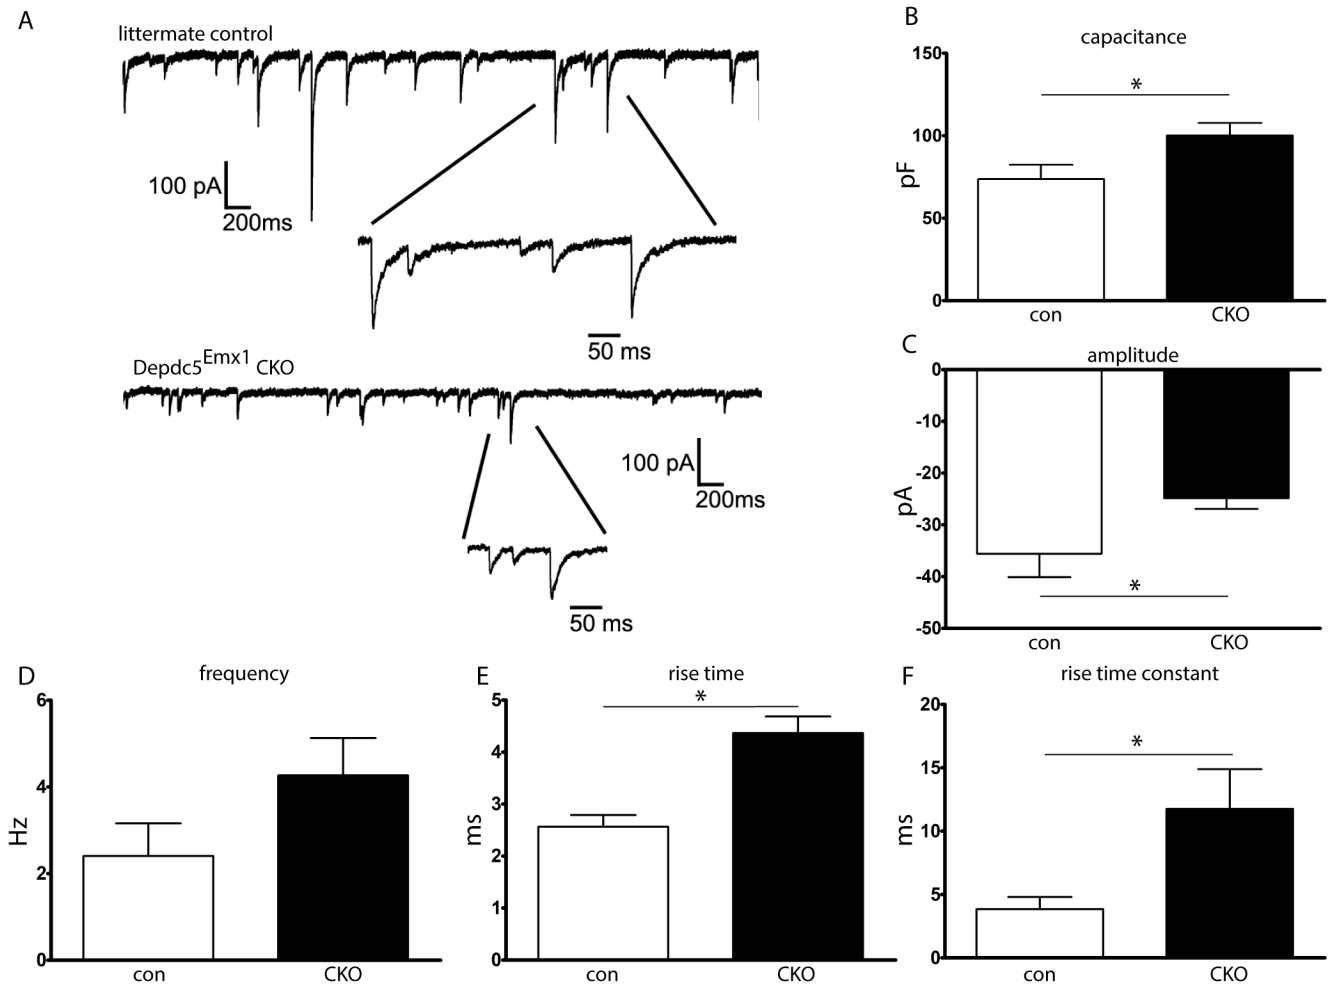 A
littermate control
100 pA
200ms
50 ms
Depdc5Emx1 CKO
100 pA
200ms
50 ms
B
capacitance
150
*
100
pF
50
0
con CKO
C
amplitude
0
-10
-20
pA
-30
-40
*
-50
con CKO
D
frequency
6
4
Hz
2
0
con CKO
E
rise time
*
5
4
3
ms
2
1
0
con CKO
F
rise time constant
20
*
15
10
ms
5
0
con CKO